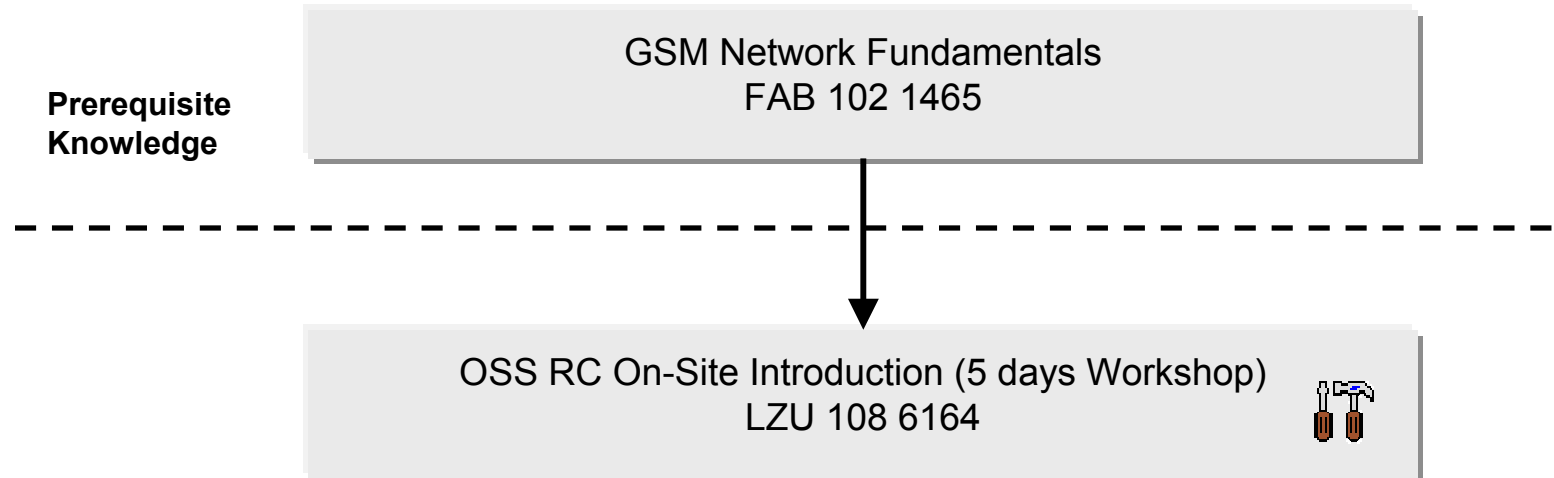 GSM Network Fundamentals
FAB 102 1465
Prerequisite
Knowledge
OSS RC On-Site Introduction (5 days Workshop)
LZU 108 6164